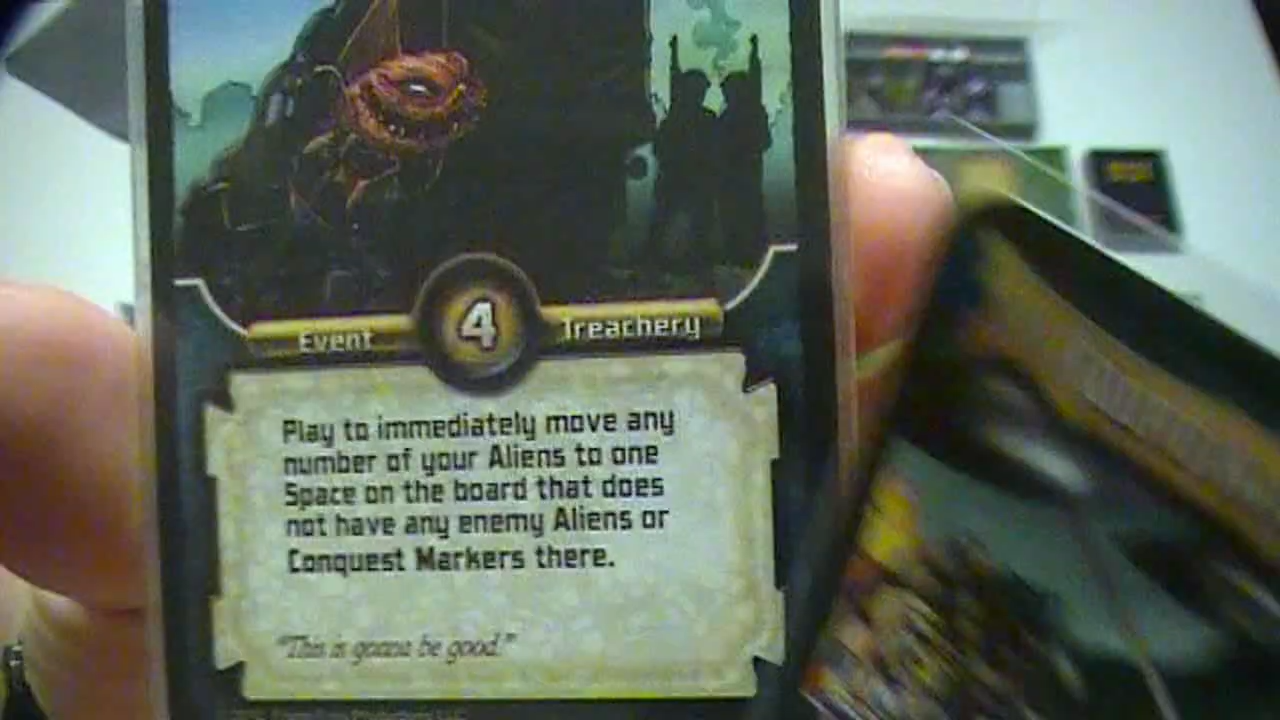 Event 4 Treachery
Play to immediately move any
number of your Aliens to one
Space on the board that does
not have any enemy Aliens or
Conquest Markers there.
"This is gonna be good."